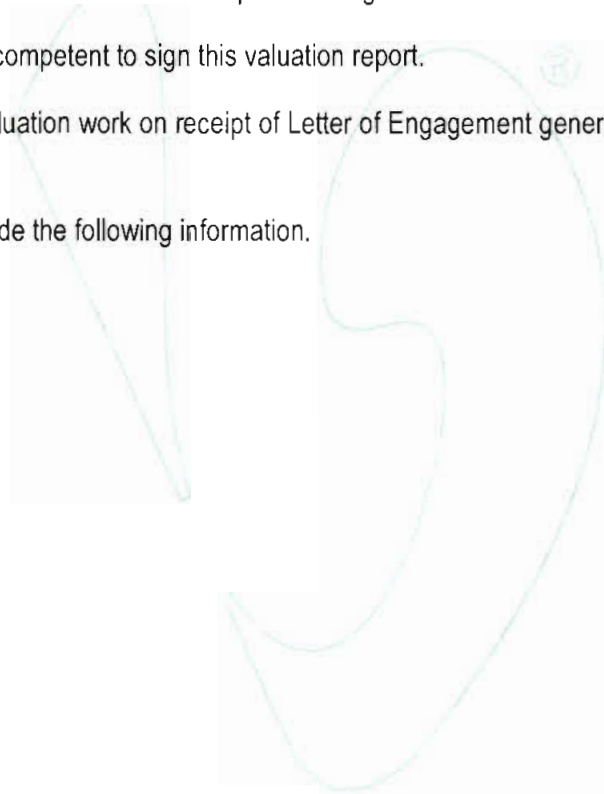 competent to sign this valuation report.
luation work on receipt of Letter of Engagement gener
de the following information.
®